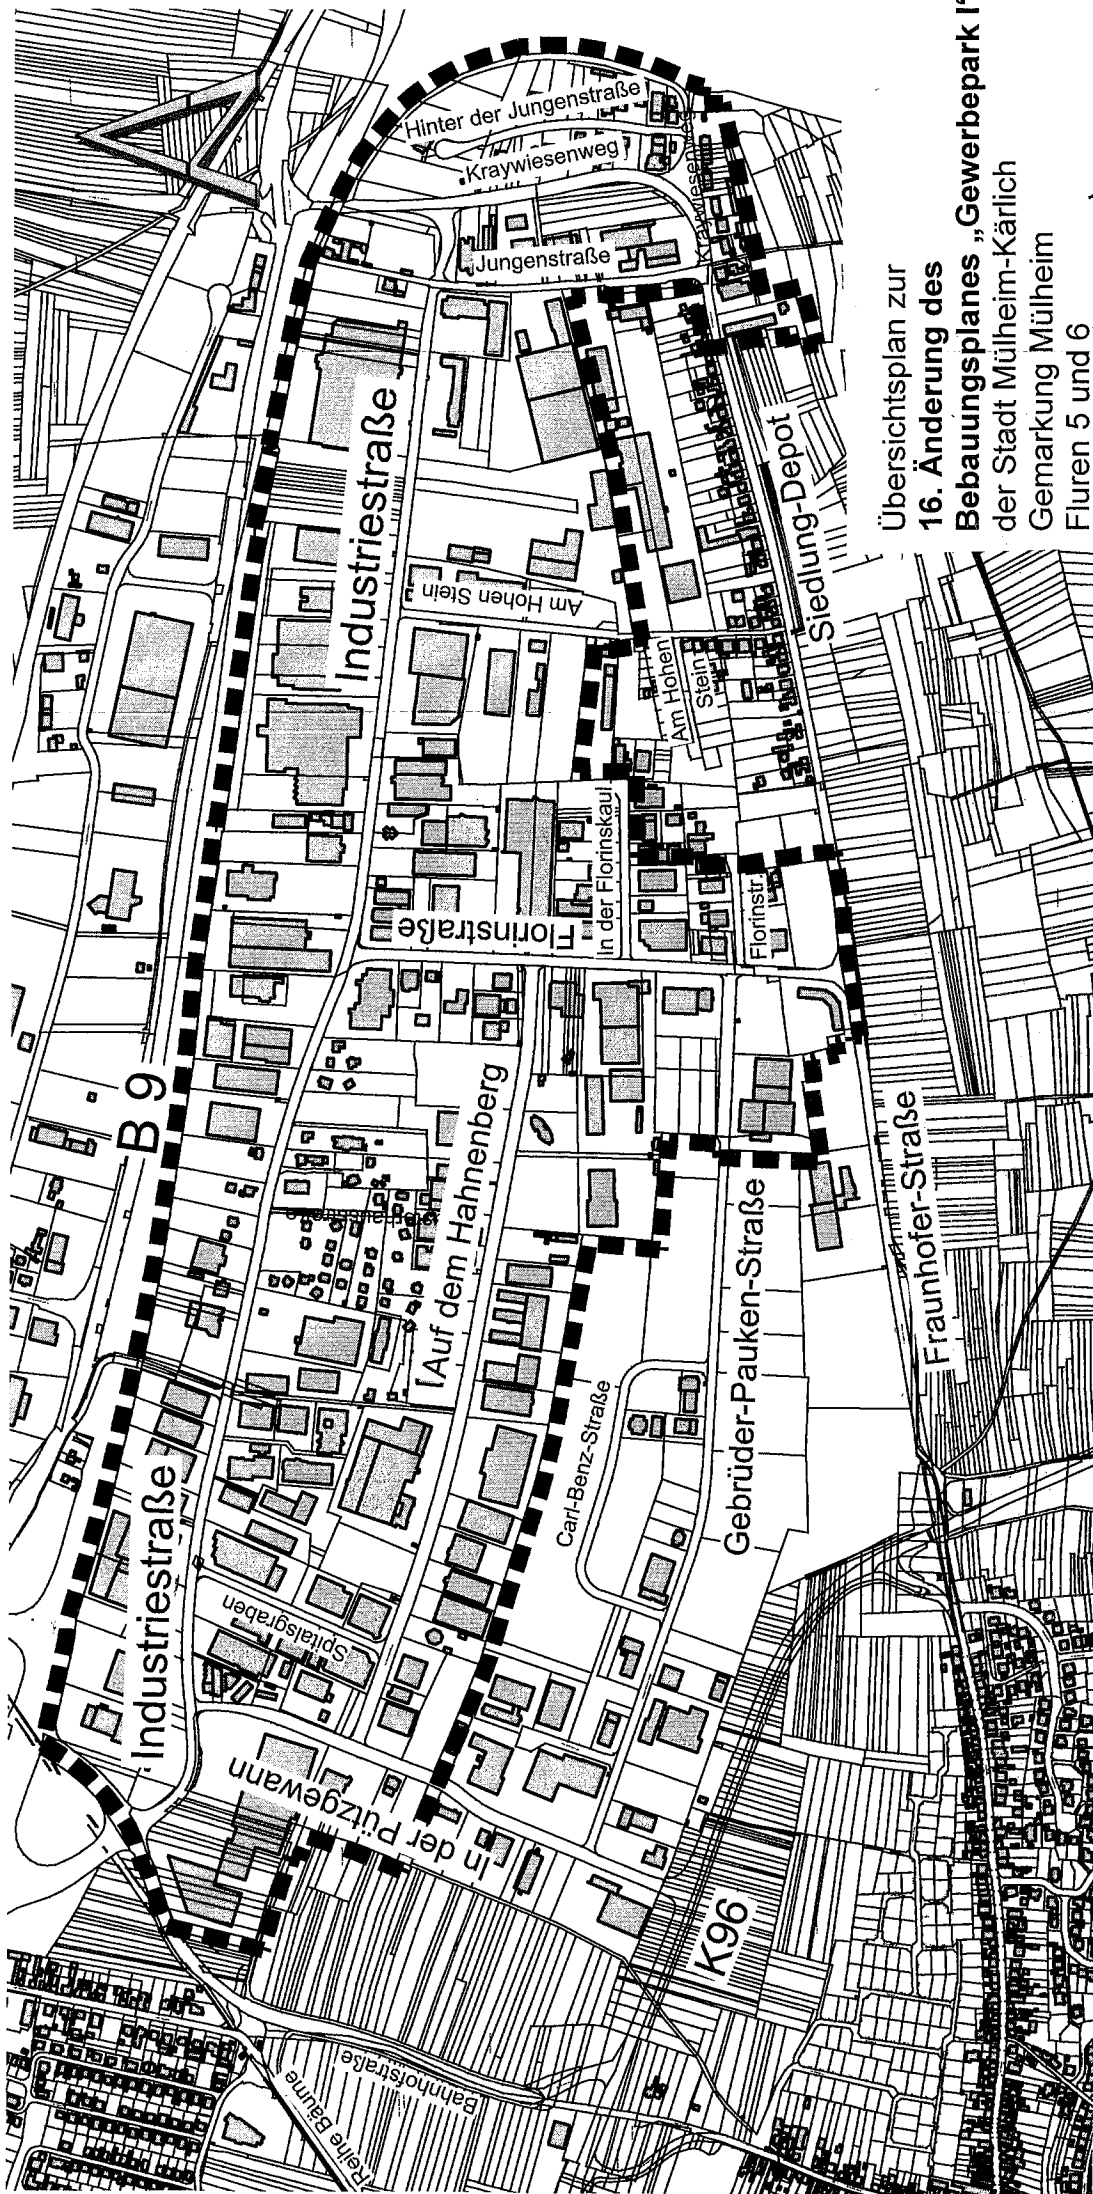 Hinter der Jungenstraße
Kraywiesenweg
Kraywiesenweg
Jungenstraße
Industriestraße
Am Hohen Stein
Siedlung-Depot
Am Hohen
Stein
In der Florinskaul
Florinstraße
Florinstr.
B 9
Auf dem Hahnenberg
Gebrüder-Pauken-Straße
Fraunhofer-Straße
Carl-Benz-Straße
Industriestraße
Spitalsgraben
In der Pützgewann
K96
Bahnhofstraße
Reihe Bäume
Übersichtsplan zur
16. Änderung des
Bebauungsplanes „Gewerbepark I“
der Stadt Mülheim-Kärlich
Gemarkung Mülheim
Fluren 5 und 6